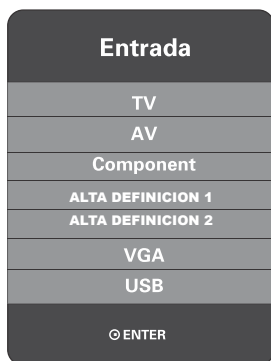 Entrada
TV
AV
Component
ALTA DEFINICION 1
ALTA DEFINICION 2
VGA
USB
ENTER